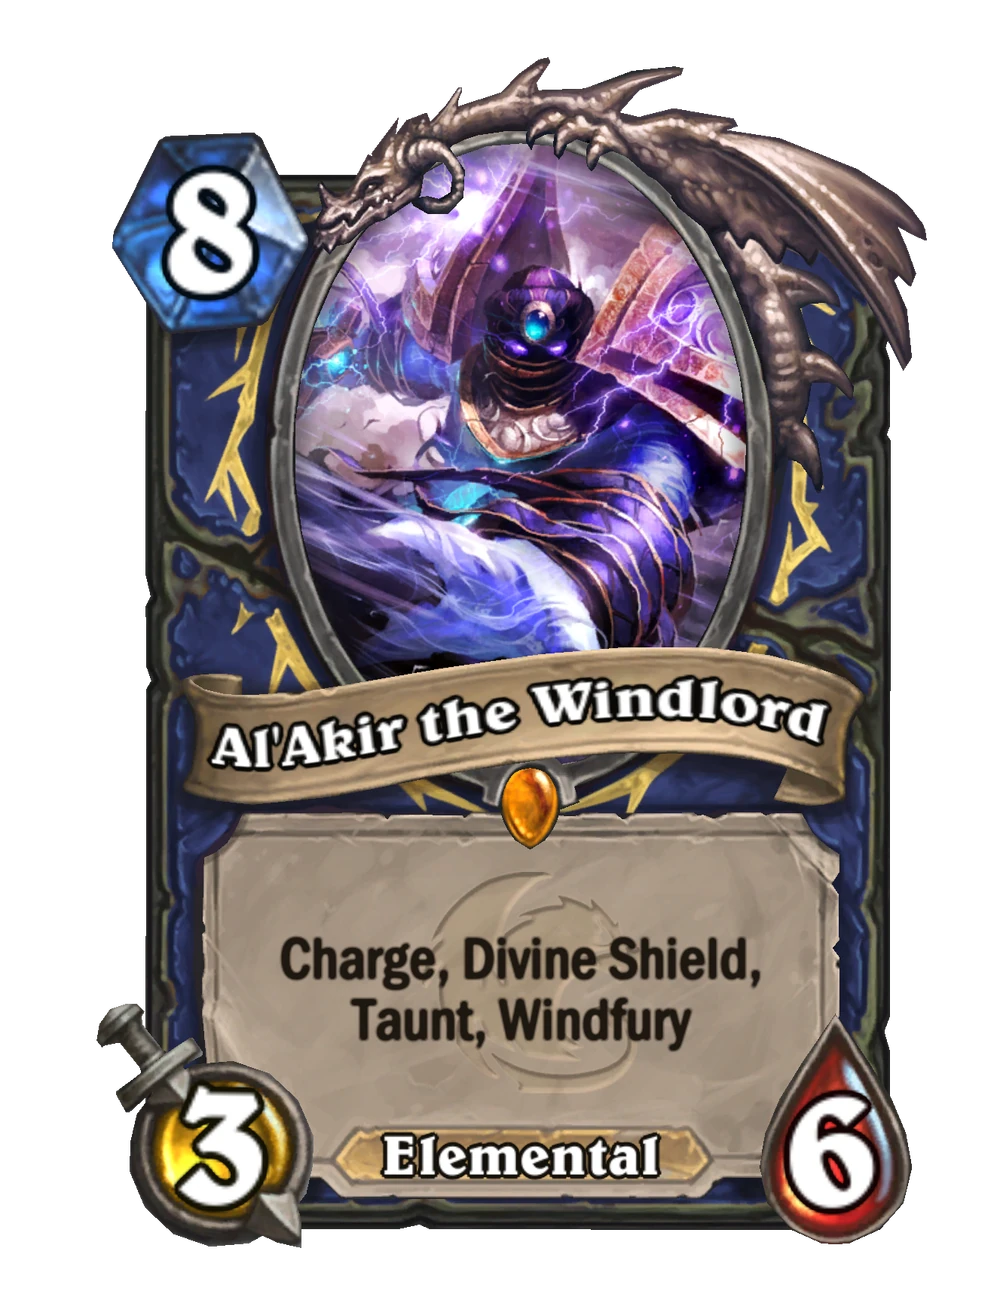 8
Al'Akir the Windlord
Charge, Divine Shield,
Taunt, Windfury
3
Elemental
6